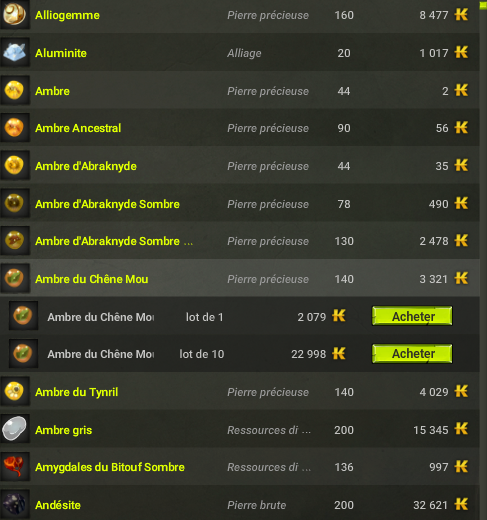 Alliogemme Pierre précieuse 160 8 477
Aluminite Alliage 20 1 017
Ambre Pierre précieuse 44 2
Ambre Ancestral Pierre précieuse 90 56
Ambre d'Abraknyde Pierre précieuse 44 35
Ambre d'Abraknyde Sombre Pierre précieuse 78 490
Ambre d'Abraknyde Sombre ... Pierre précieuse 130 2 478
Ambre du Chêne Mou Pierre précieuse 140 3 321
Ambre du Chêne Mou lot de 1 2 079 Acheter
Ambre du Chêne Mou lot de 10 22 998 Acheter
Ambre du Tynril Pierre précieuse 140 4 029
Ambre gris Ressources di ... 200 15 345
Amygdales du Bitouf Sombre Ressources di ... 136 997
Andésite Pierre brute 200 32 621